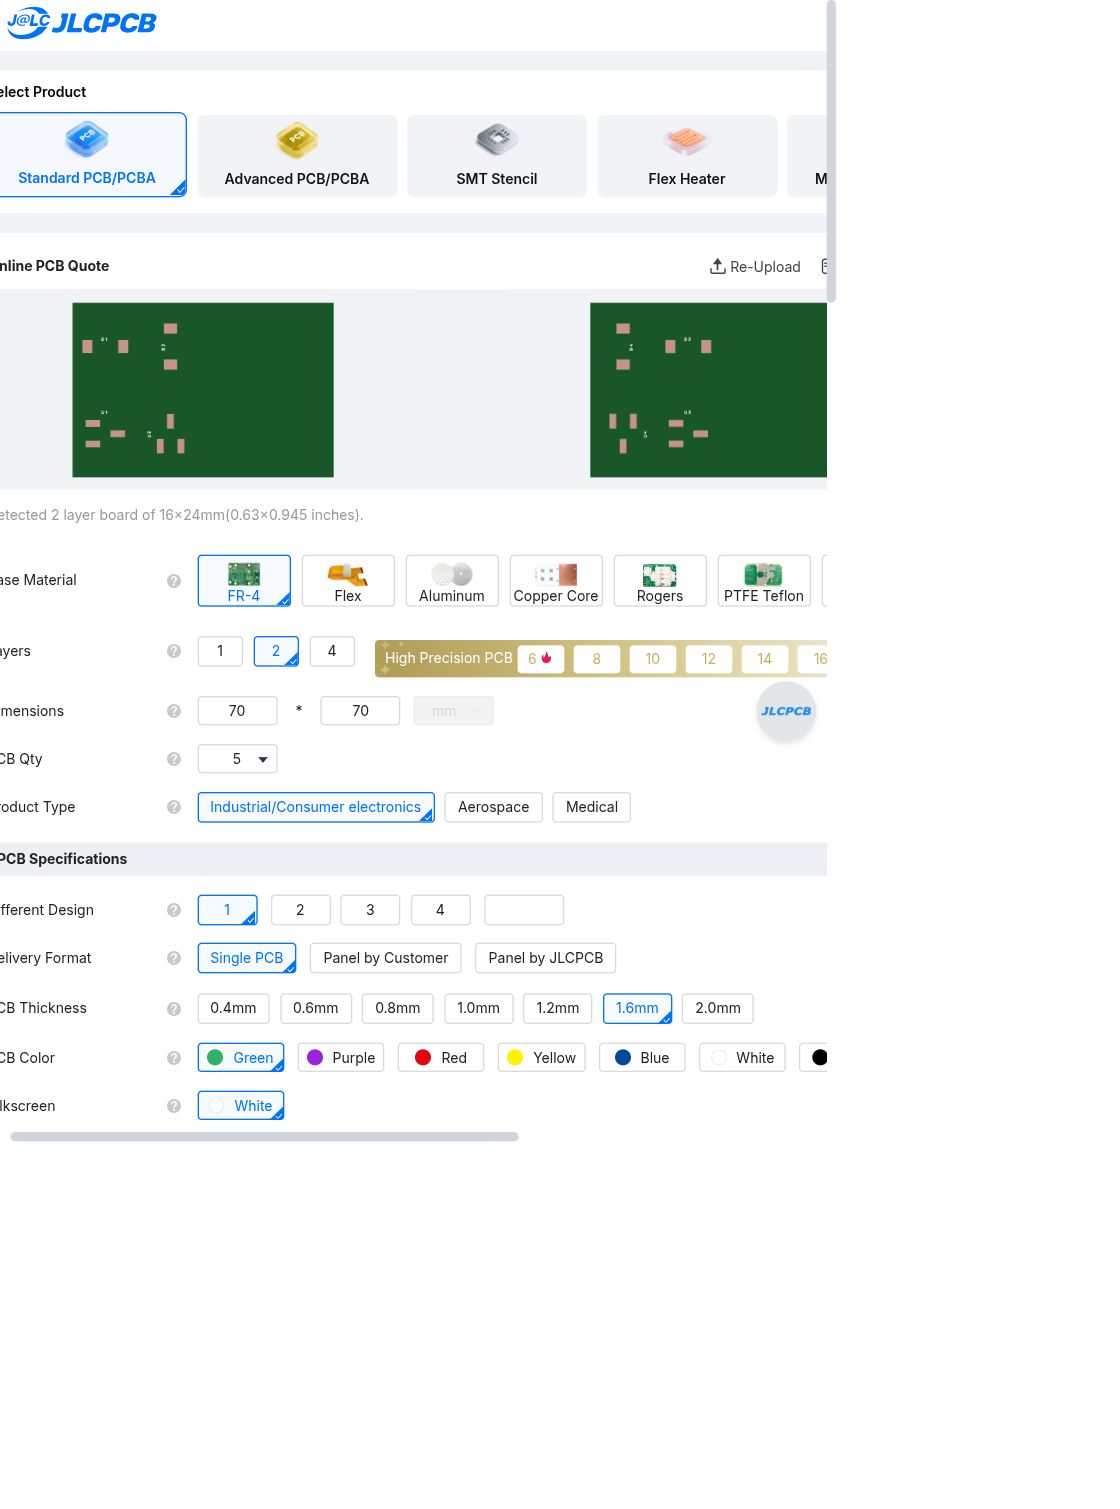 J@LC JLCPCB
elect Product
Standard PCB/PCBA
Advanced PCB/PCBA
SMT Stencil
Flex Heater
M
nline PCB Quote
Re-Upload
etected 2 layer board of 16×24mm(0.63×0.945 inches).
ase Material ? FR-4 Flex Aluminum Copper Core Rogers PTFE Teflon
ayers ? 1 2 4 High Precision PCB 6 8 10 12 14 16
mensions ? 70 * 70 mm
JLCPCB
CB Qty ? 5
roduct Type ? Industrial/Consumer electronics Aerospace Medical
PCB Specifications
fferent Design ? 1 2 3 4
elivery Format ? Single PCB Panel by Customer Panel by JLCPCB
CB Thickness ? 0.4mm 0.6mm 0.8mm 1.0mm 1.2mm 1.6mm 2.0mm
CB Color ? Green Purple Red Yellow Blue White
lkscreen ? White